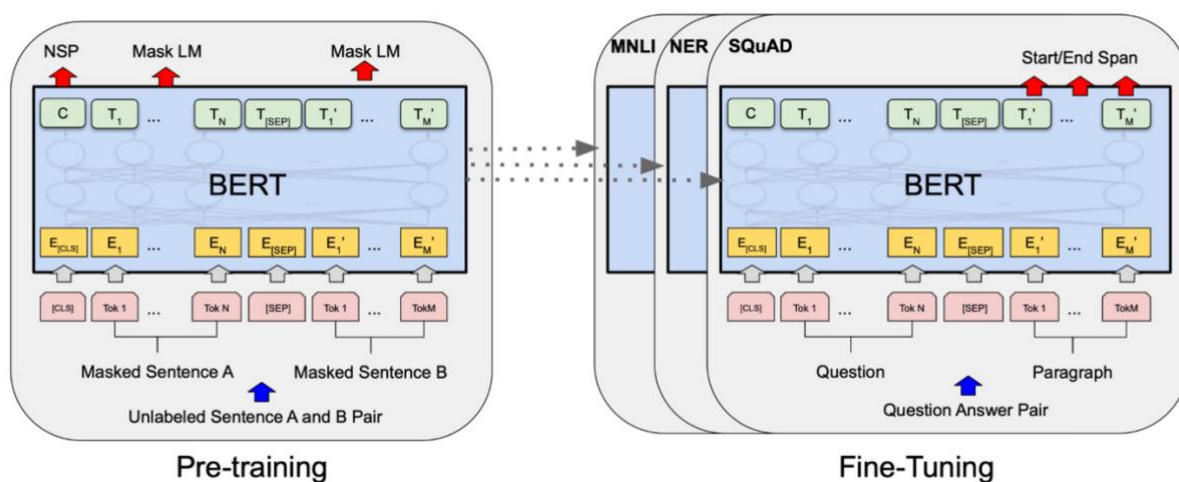 NSP Mask LM Mask LM
C T1 ... TN T[SEP] T1' ... TM'
BERT
E[CLS] E1 ... EN E[SEP] E1' ... EM'
[CLS] Tok 1 ... Tok N [SEP] Tok 1 ... TokM
Masked Sentence A Masked Sentence B
Unlabeled Sentence A and B Pair
Pre-training
MNLI NER SQuAD
Start/End Span
C T1 ... TN T[SEP] T1' ... TM'
BERT
E[CLS] E1 ... EN E[SEP] E1' ... EM'
[CLS] Tok 1 ... Tok N [SEP] Tok 1 ... TokM
Question Paragraph
Question Answer Pair
Fine-Tuning